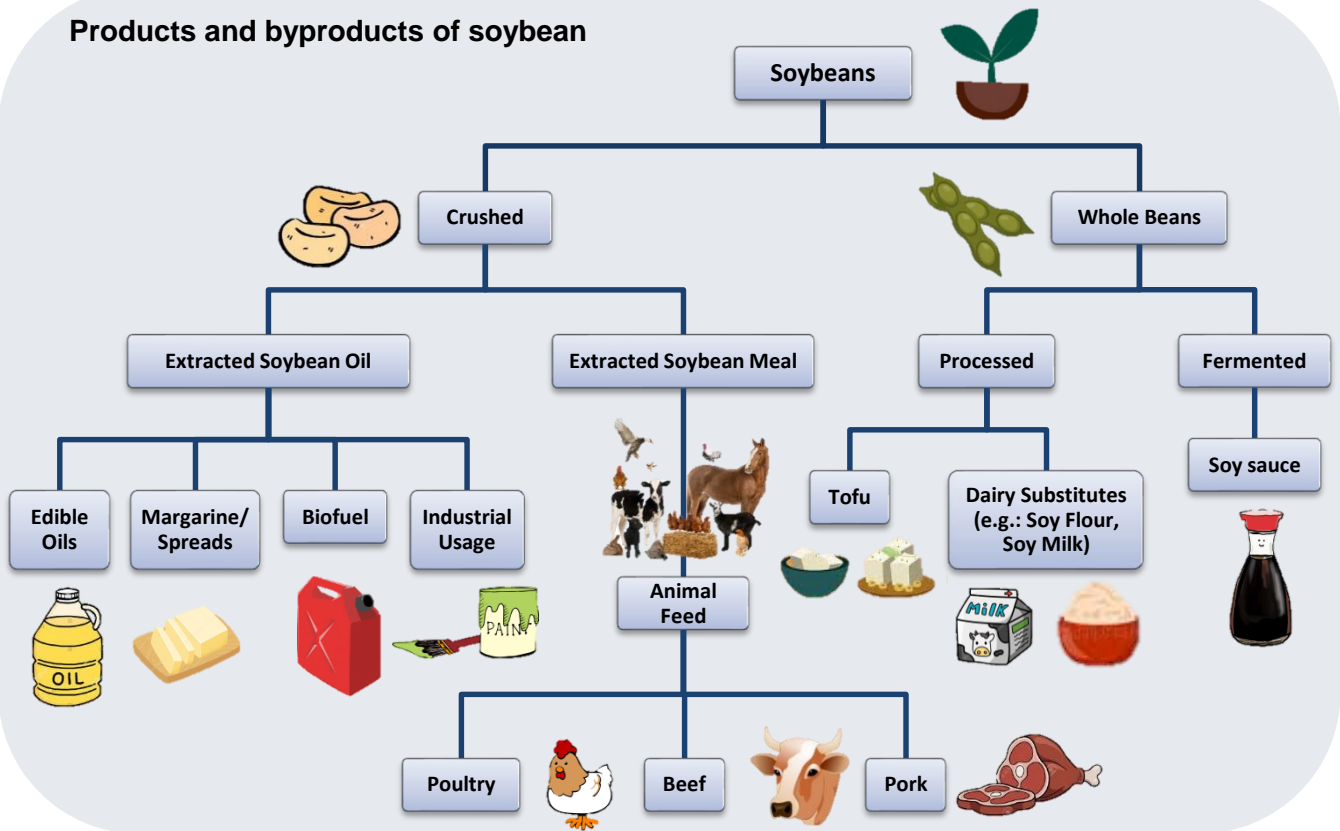 Products and byproducts of soybean
Soybeans
Crushed
Whole Beans
Extracted Soybean Oil
Extracted Soybean Meal
Processed
Fermented
Edible
Oils
Margarine/
Spreads
Biofuel
Industrial
Usage
Tofu
Dairy Substitutes
(e.g.: Soy Flour,
Soy Milk)
Soy sauce
OIL
PAIN
Animal
Feed
MiLK
Poultry
Beef
Pork